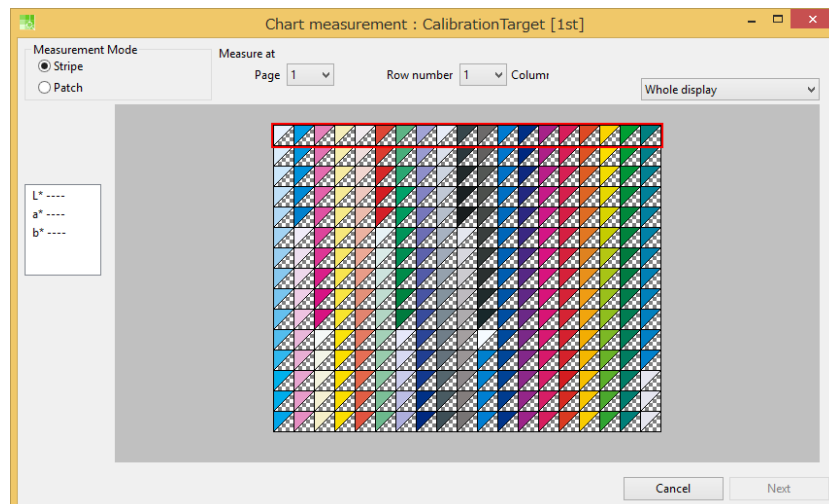 Chart measurement : CalibrationTarget [1st]
Measurement Mode
Stripe
Patch
Measure at
Page 1 Row number 1 Column
Whole display
L* ----
a* ----
b* ----
Cancel Next